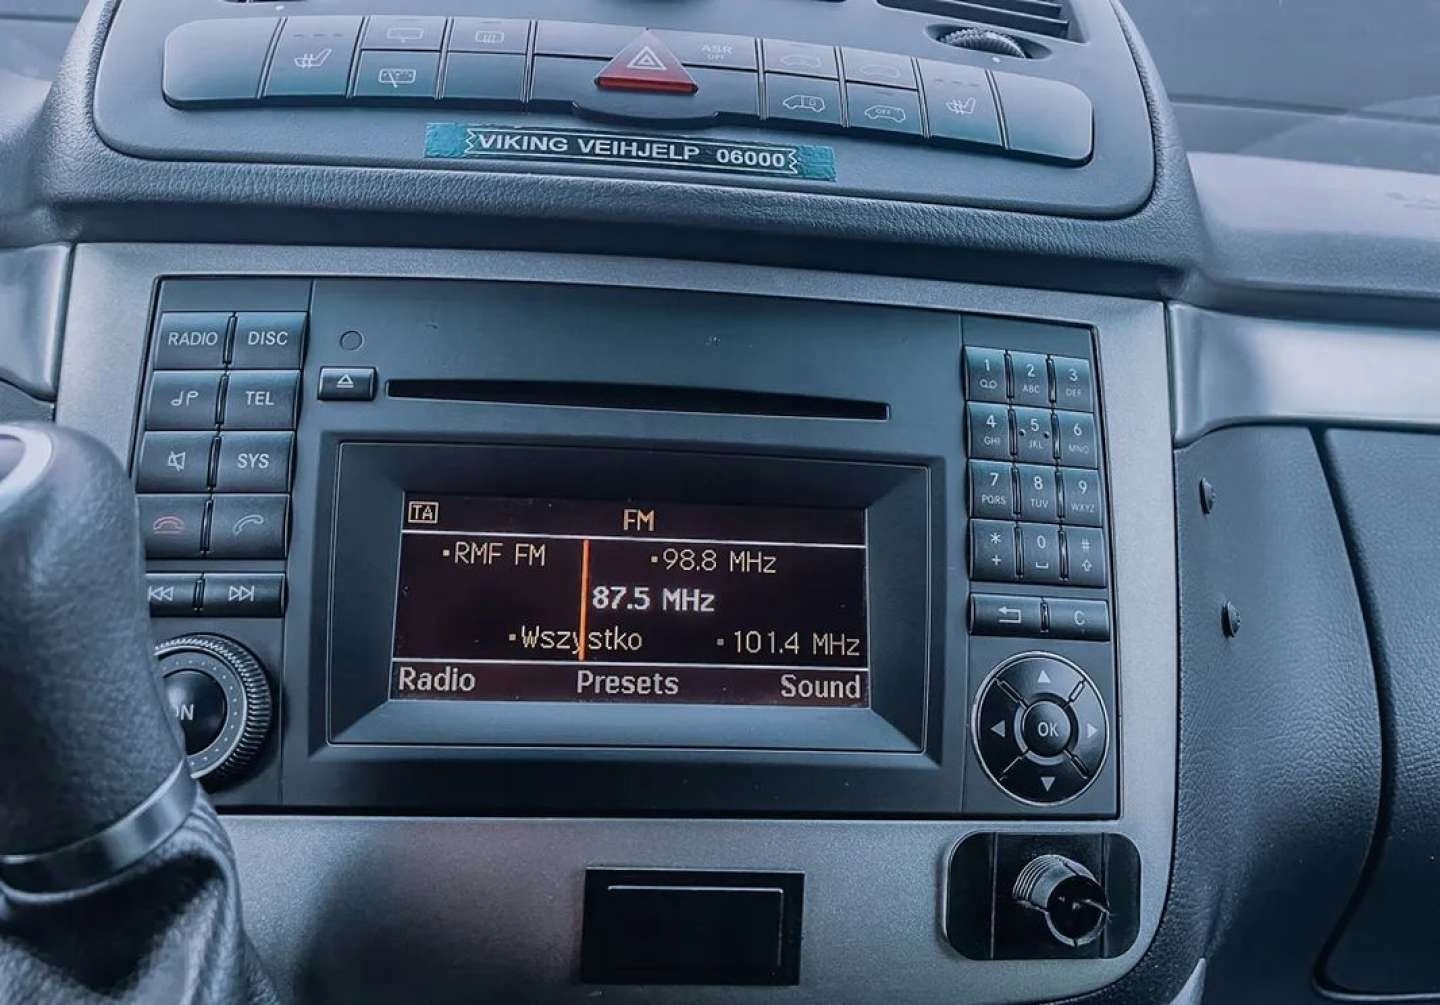 ASR
OFF
OFF
VIKING VEIHJELP 06000
RADIO DISC
TEL
SYS
ON
TA
FM
•RMF FM •98.8 MHz
87.5 MHz
•Wszystko •101.4 MHz
Radio Presets Sound
1 2 3
ABC DEF
4 5 6
GHI JKL MNO
7 8 9
PQRS TUV WXYZ
* 0 #
+
C
OK